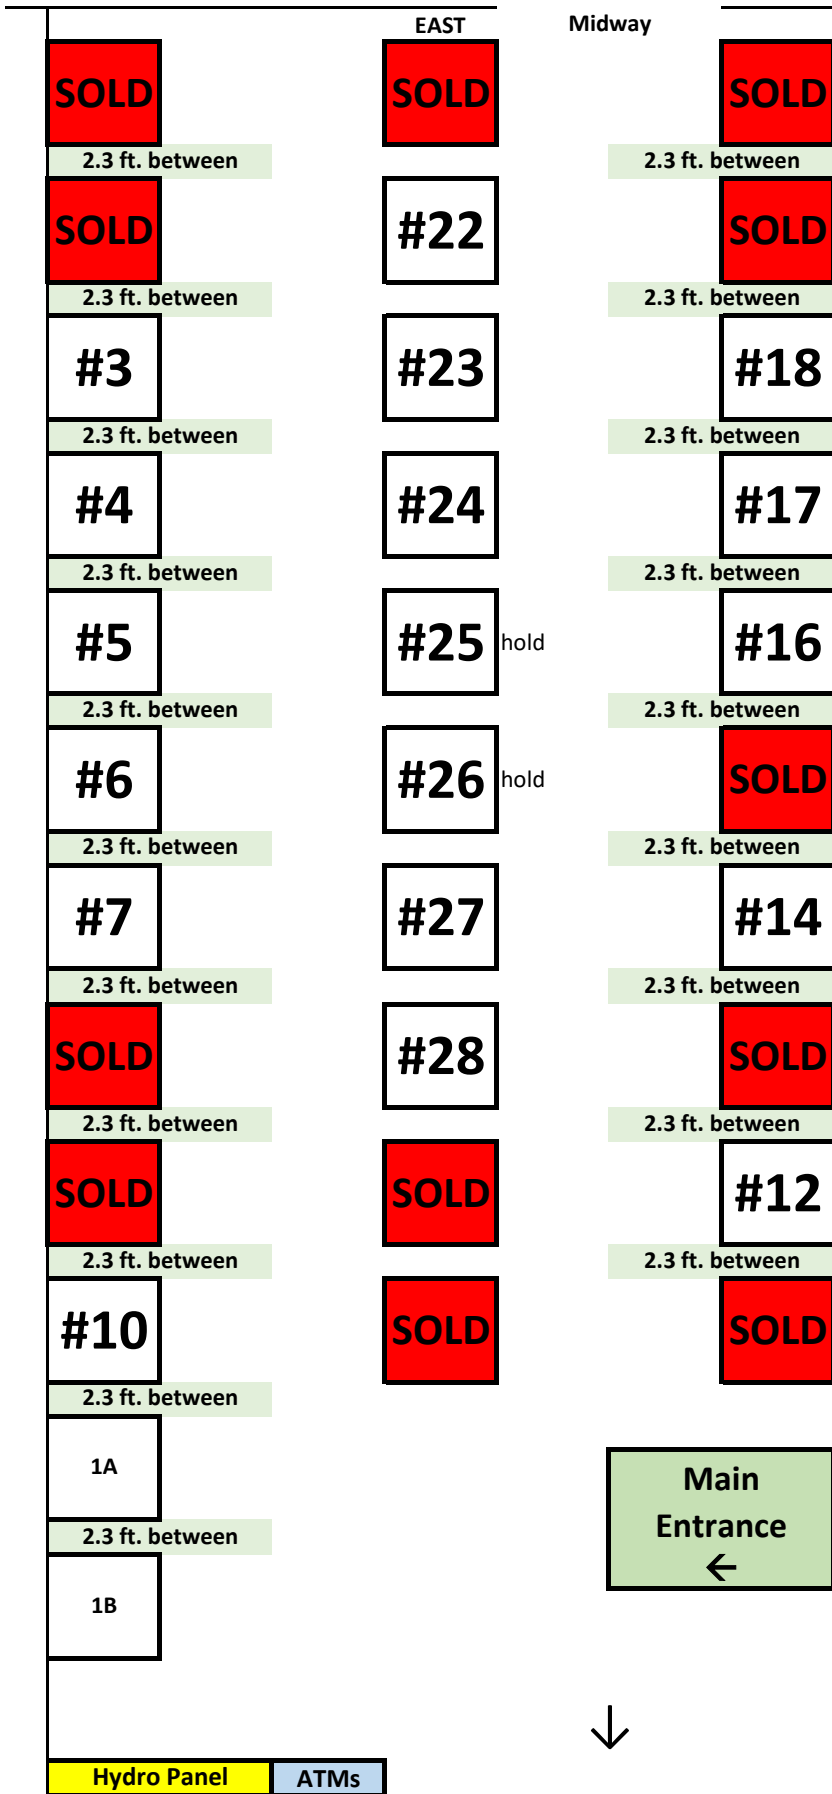 EAST Midway
SOLD SOLD SOLD
2.3 ft. between 2.3 ft. between
SOLD #22 SOLD
2.3 ft. between 2.3 ft. between
#3 #23 #18
2.3 ft. between 2.3 ft. between
#4 #24 #17
2.3 ft. between 2.3 ft. between
#5 #25 hold #16
2.3 ft. between 2.3 ft. between
#6 #26 hold SOLD
2.3 ft. between 2.3 ft. between
#7 #27 #14
2.3 ft. between 2.3 ft. between
SOLD #28 SOLD
2.3 ft. between 2.3 ft. between
SOLD SOLD #12
2.3 ft. between 2.3 ft. between
#10 SOLD SOLD
2.3 ft. between
1A
Main
Entrance
←
2.3 ft. between
1B
↓
Hydro Panel ATMs